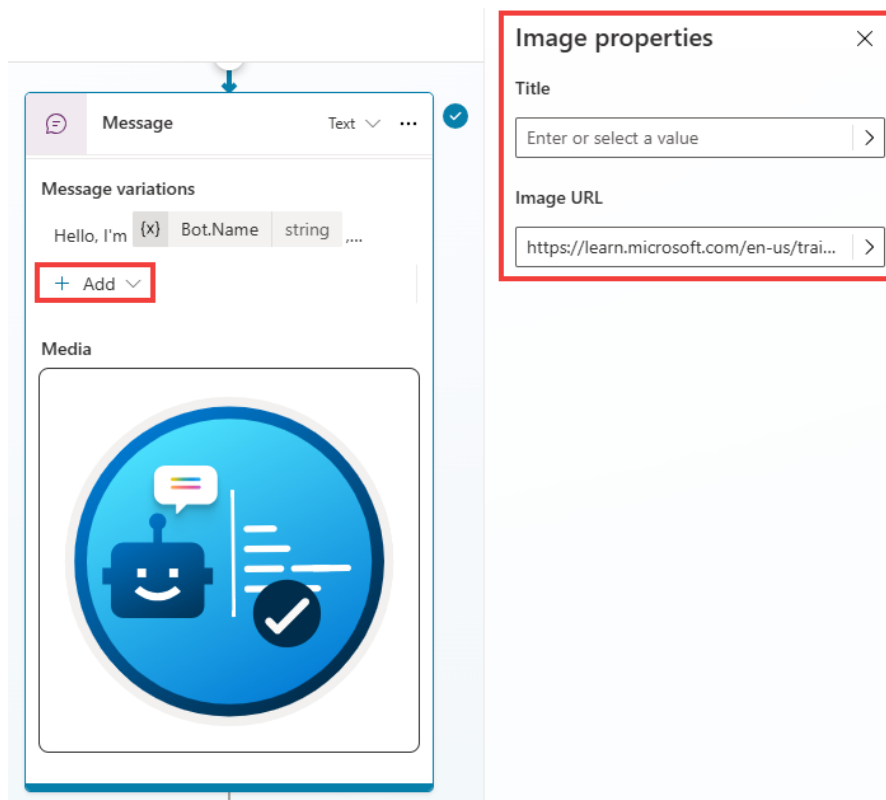 Message
Text
Message variations
Hello, I'm {x} Bot.Name string ,...
+ Add
Media
Image properties
Title
Enter or select a value
Image URL
https://learn.microsoft.com/en-us/trai...